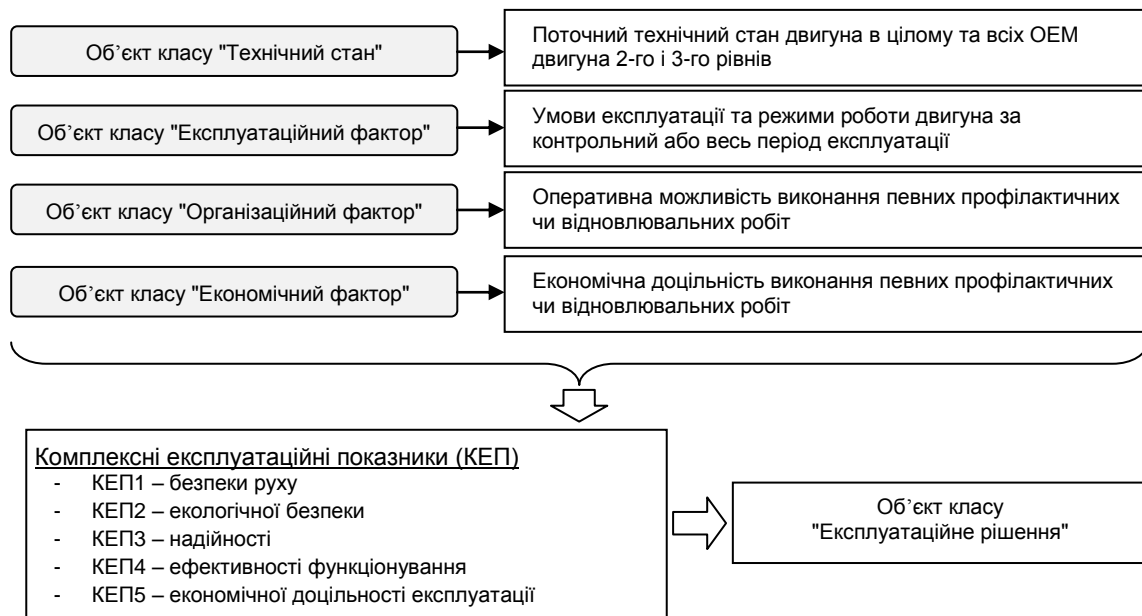 Об’єкт класу "Технічний стан"
Поточний технічний стан двигуна в цілому та всіх ОЕМ
двигуна 2-го і 3-го рівнів
Об’єкт класу "Експлуатаційний фактор"
Умови експлуатації та режими роботи двигуна за
контрольний або весь період експлуатації
Об’єкт класу "Організаційний фактор"
Оперативна можливість виконання певних профілактичних
чи відновлювальних робіт
Об’єкт класу "Економічний фактор"
Економічна доцільність виконання певних профілактичних
чи відновлювальних робіт
Комплексні експлуатаційні показники (КЕП)
- КЕП1 – безпеки руху
- КЕП2 – екологічної безпеки
- КЕП3 – надійності
- КЕП4 – ефективності функціонування
- КЕП5 – економічної доцільності експлуатації
Об’єкт класу
"Експлуатаційне рішення"